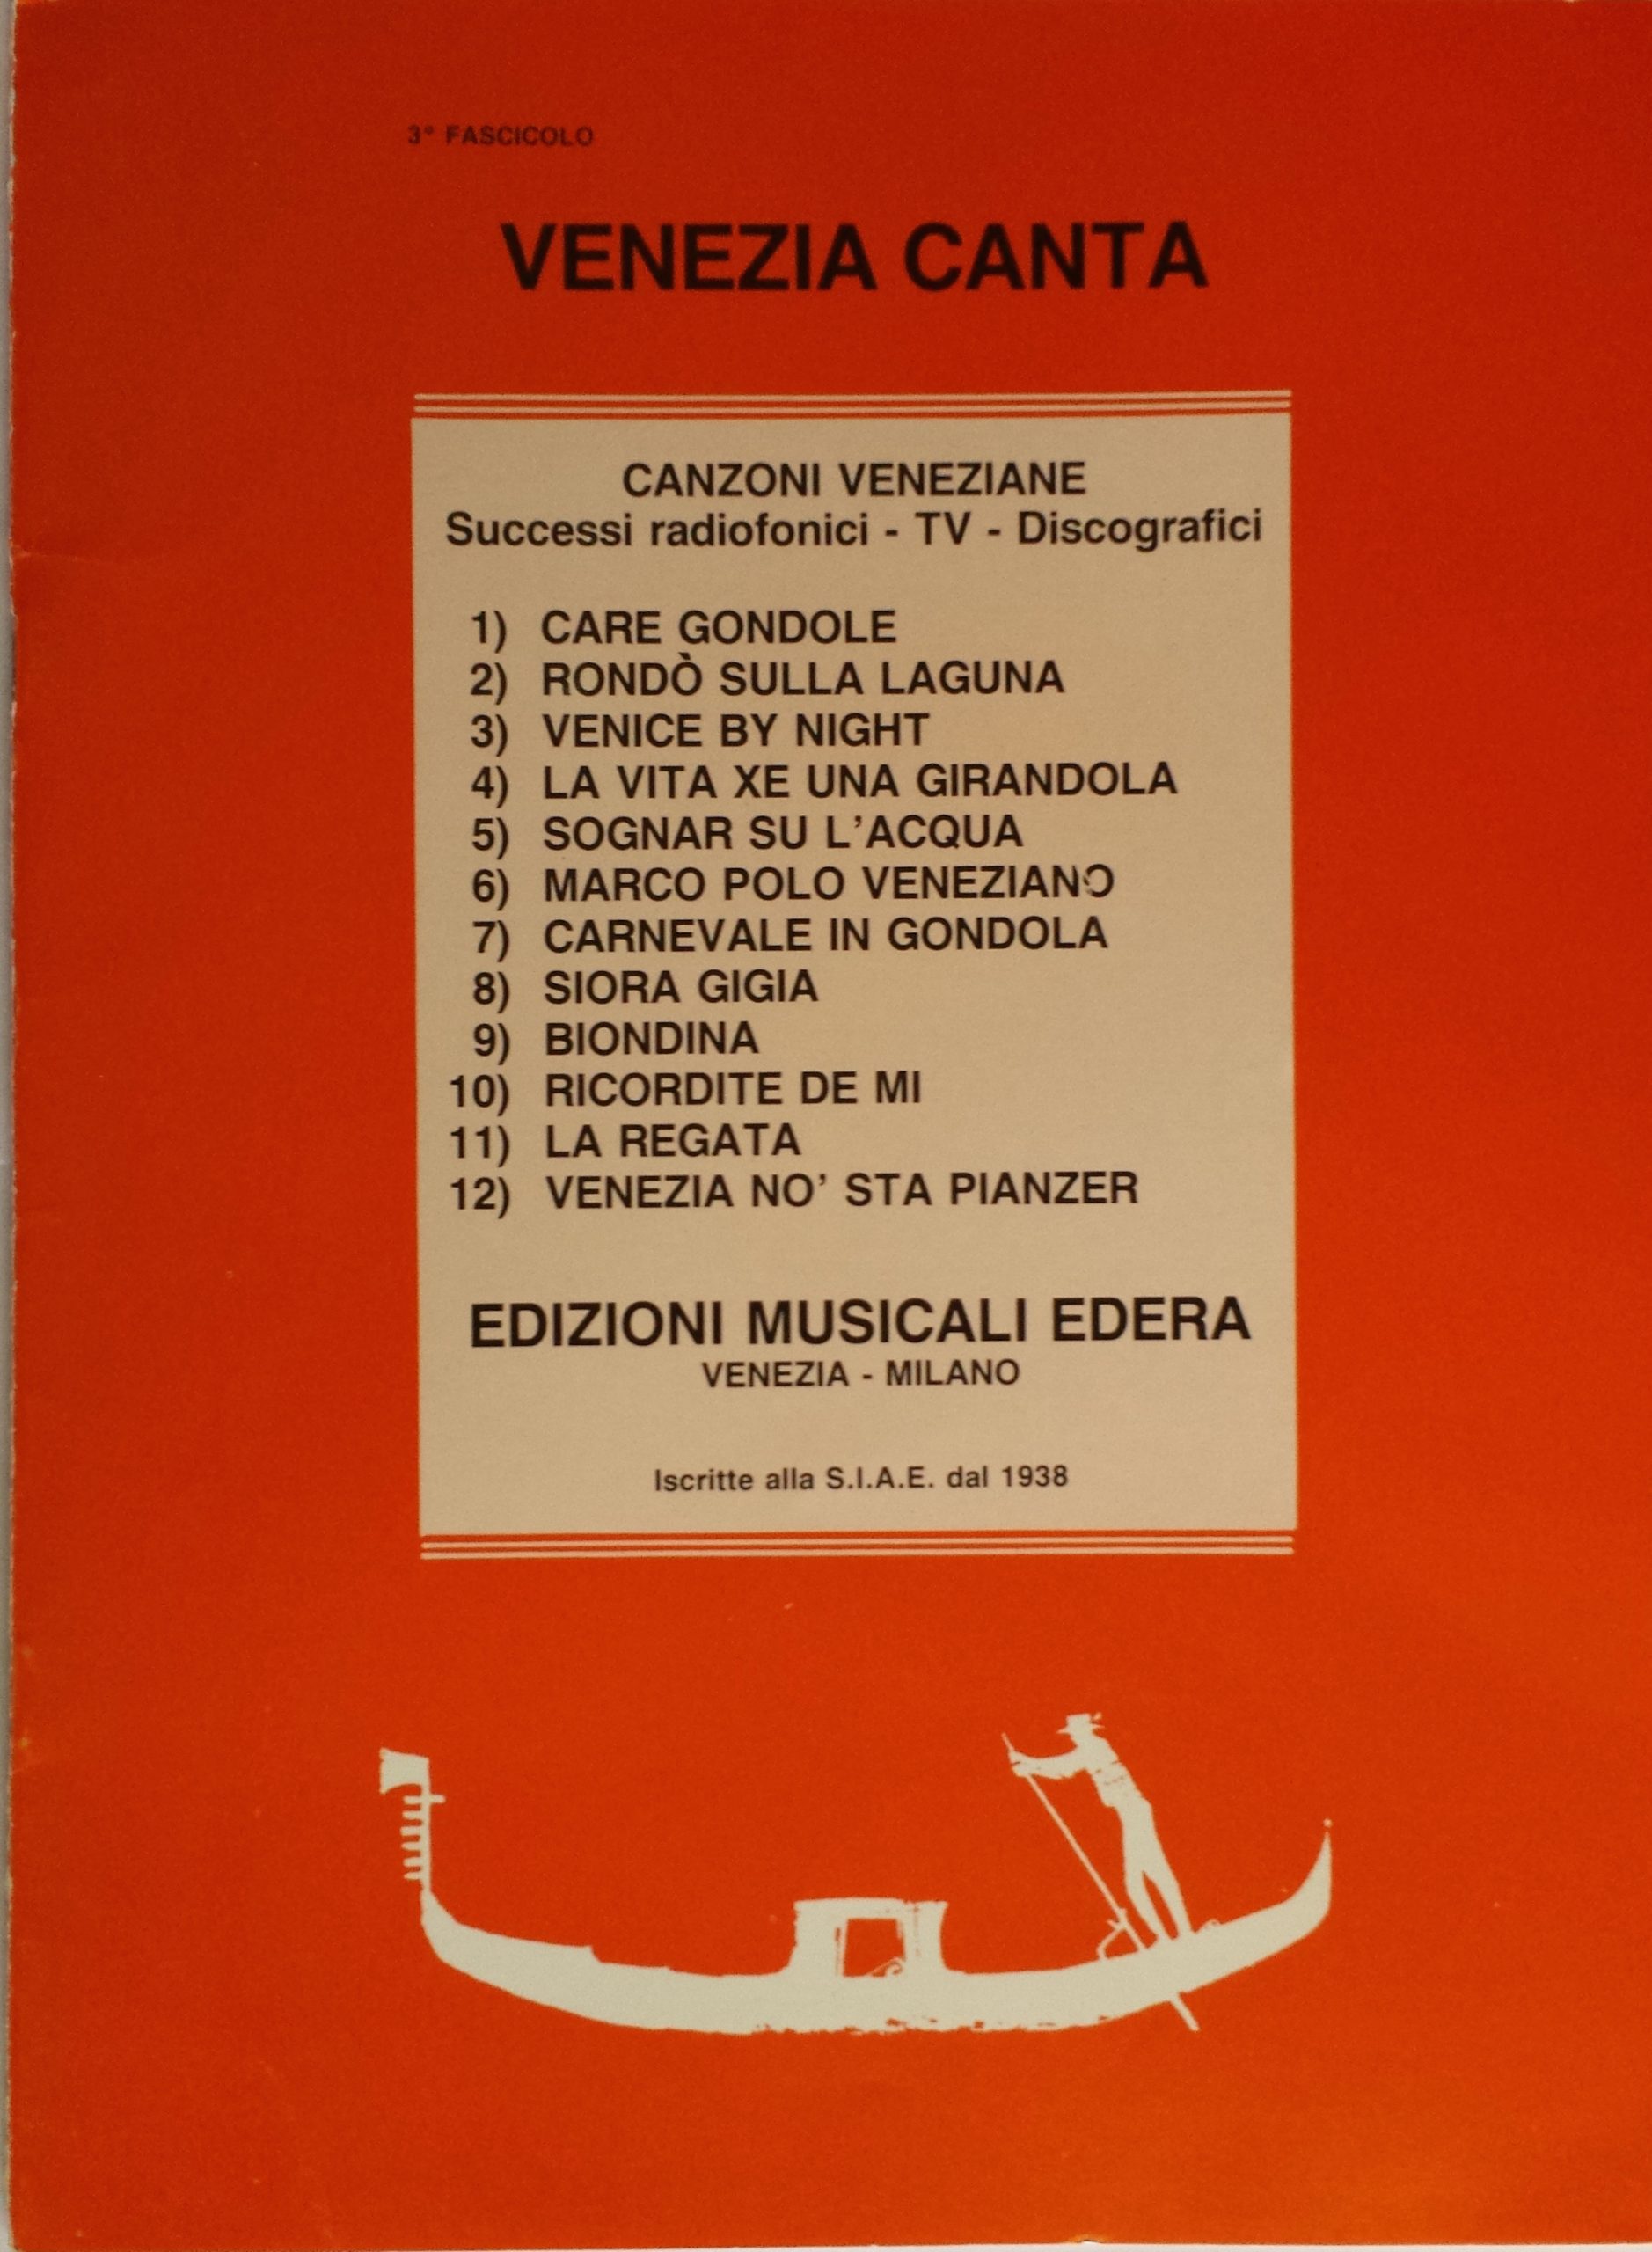 3° FASCICOLO
VENEZIA CANTA
CANZONI VENEZIANE
Successi radiofonici - TV - Discografici
1) CARE GONDOLE
2) RONDÒ SULLA LAGUNA
3) VENICE BY NIGHT
4) LA VITA XE UNA GIRANDOLA
5) SOGNAR SU L'ACQUA
6) MARCO POLO VENEZIANO
7) CARNEVALE IN GONDOLA
8) SIORA GIGIA
9) BIONDINA
10) RICORDITE DE MI
11) LA REGATA
12) VENEZIA NO' STA PIANZER
EDIZIONI MUSICALI EDERA
VENEZIA - MILANO
Iscritte alla S.I.A.E. dal 1938